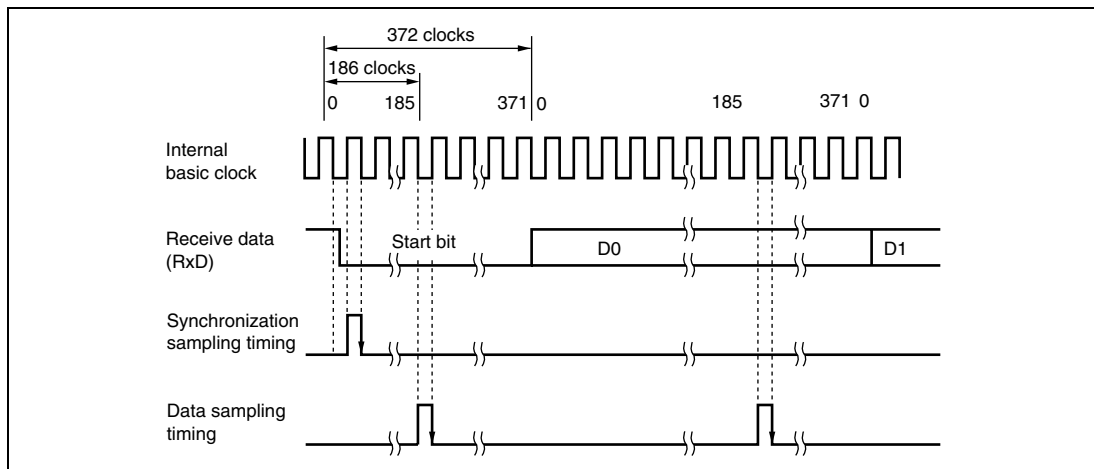 372 clocks
186 clocks
0 185 371 0 185 371 0
Internal
basic clock
Receive data
(RxD)
Start bit D0 D1
Synchronization
sampling timing
Data sampling
timing